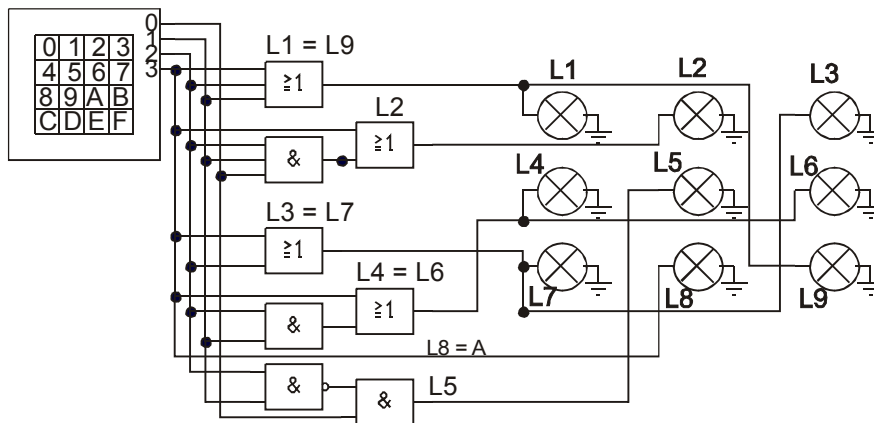 0
1
2
3
0 1 2 3
4 5 6 7
8 9 A B
C D E F
L1 = L9
≧1
L2
≧1
&
L3 = L7
≧1
L4 = L6
≧1
&
L8 = A
&
&
L5
L1
L2
L3
L4
L5
L6
L7
L8
L9